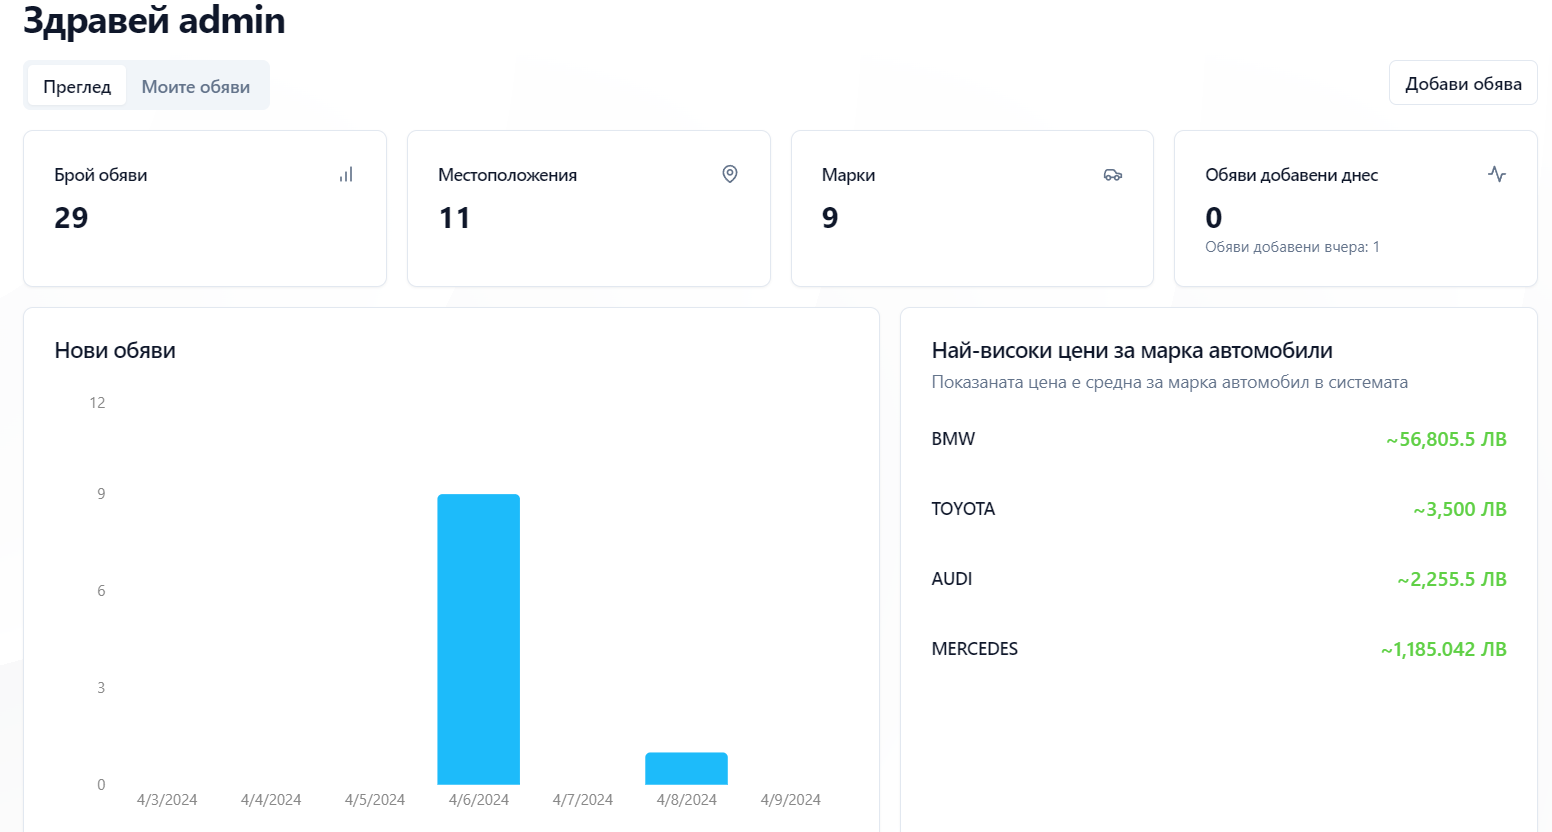 Здравей admin
Преглед
Моите обяви
Добави обява
Брой обяви
29
Местоположения
11
Марки
9
Обяви добавени днес
0
Обяви добавени вчера: 1
Нови обяви
12
9
6
3
0
4/3/2024
4/4/2024
4/5/2024
4/6/2024
4/7/2024
4/8/2024
4/9/2024
Най-високи цени за марка автомобили
Показаната цена е средна за марка автомобил в системата
BMW ~56,805.5 ЛВ
TOYOTA ~3,500 ЛВ
AUDI ~2,255.5 ЛВ
MERCEDES ~1,185.042 ЛВ